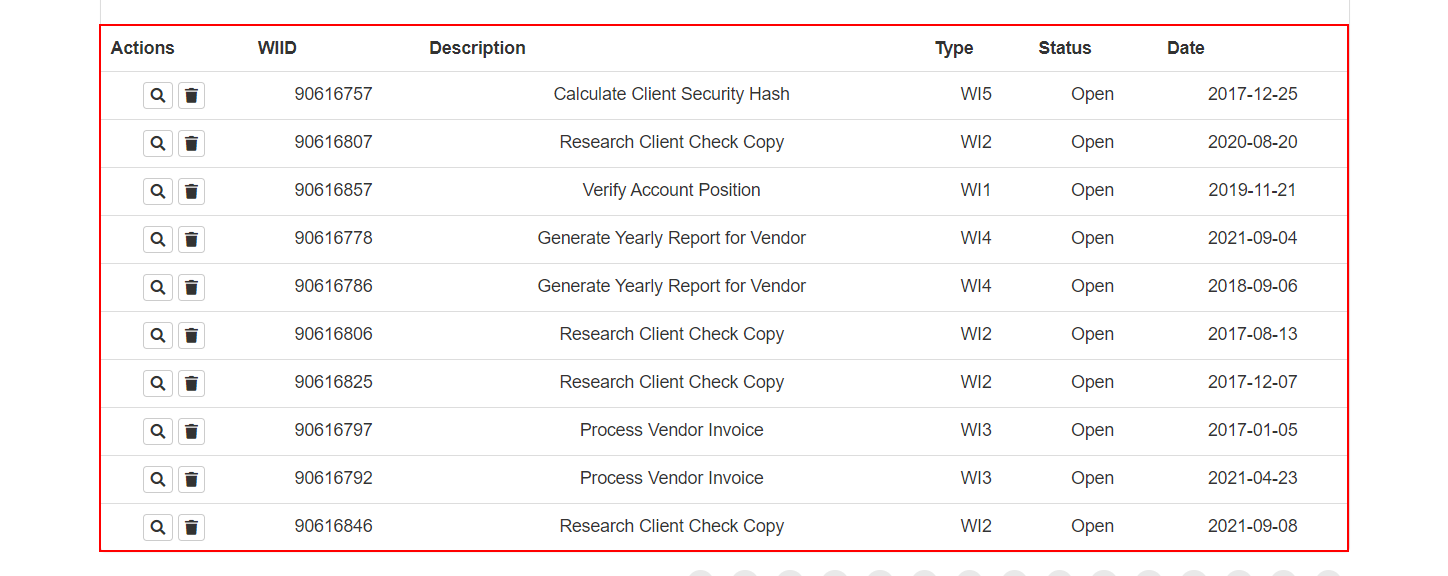 Actions WIID Description Type Status Date
90616757 Calculate Client Security Hash WI5 Open 2017-12-25
90616807 Research Client Check Copy WI2 Open 2020-08-20
90616857 Verify Account Position WI1 Open 2019-11-21
90616778 Generate Yearly Report for Vendor WI4 Open 2021-09-04
90616786 Generate Yearly Report for Vendor WI4 Open 2018-09-06
90616806 Research Client Check Copy WI2 Open 2017-08-13
90616825 Research Client Check Copy WI2 Open 2017-12-07
90616797 Process Vendor Invoice WI3 Open 2017-01-05
90616792 Process Vendor Invoice WI3 Open 2021-04-23
90616846 Research Client Check Copy WI2 Open 2021-09-08